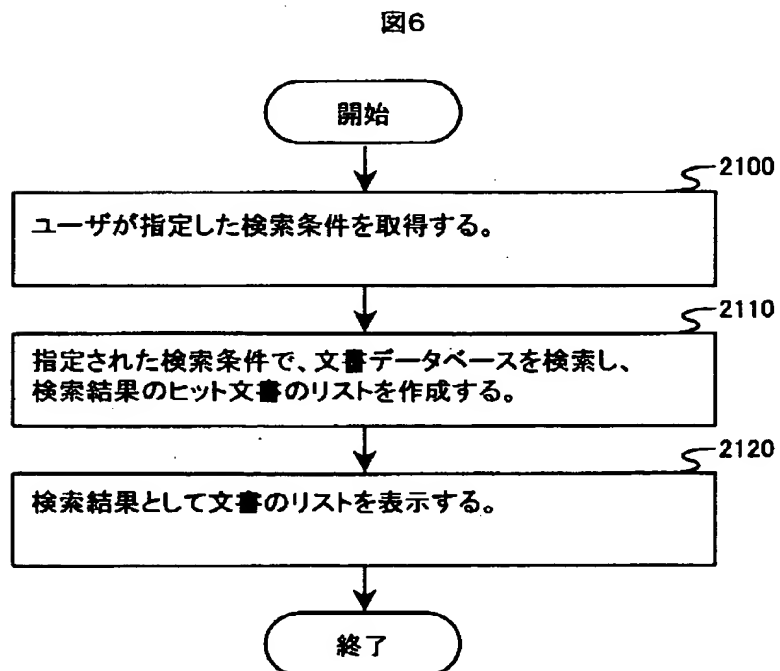 図6
開始
2100
ユーザが指定した検索条件を取得する。
2110
指定された検索条件で、文書データベースを検索し、
検索結果のヒット文書のリストを作成する。
2120
検索結果として文書のリストを表示する。
終了